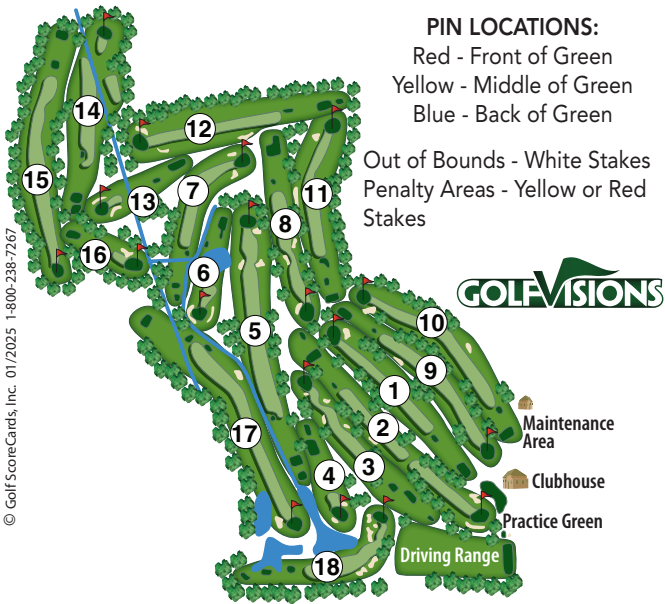 PIN LOCATIONS:
Red - Front of Green
Yellow - Middle of Green
Blue - Back of Green
Out of Bounds - White Stakes
Penalty Areas - Yellow or Red
Stakes
GOLFVISIONS
14
12
15
13
7
11
8
16
6
10
5
9
1
2
17
3
4
18
Maintenance
Area
Clubhouse
Practice Green
Driving Range
© Golf ScoreCards, Inc. 01/2025 1-800-238-7267